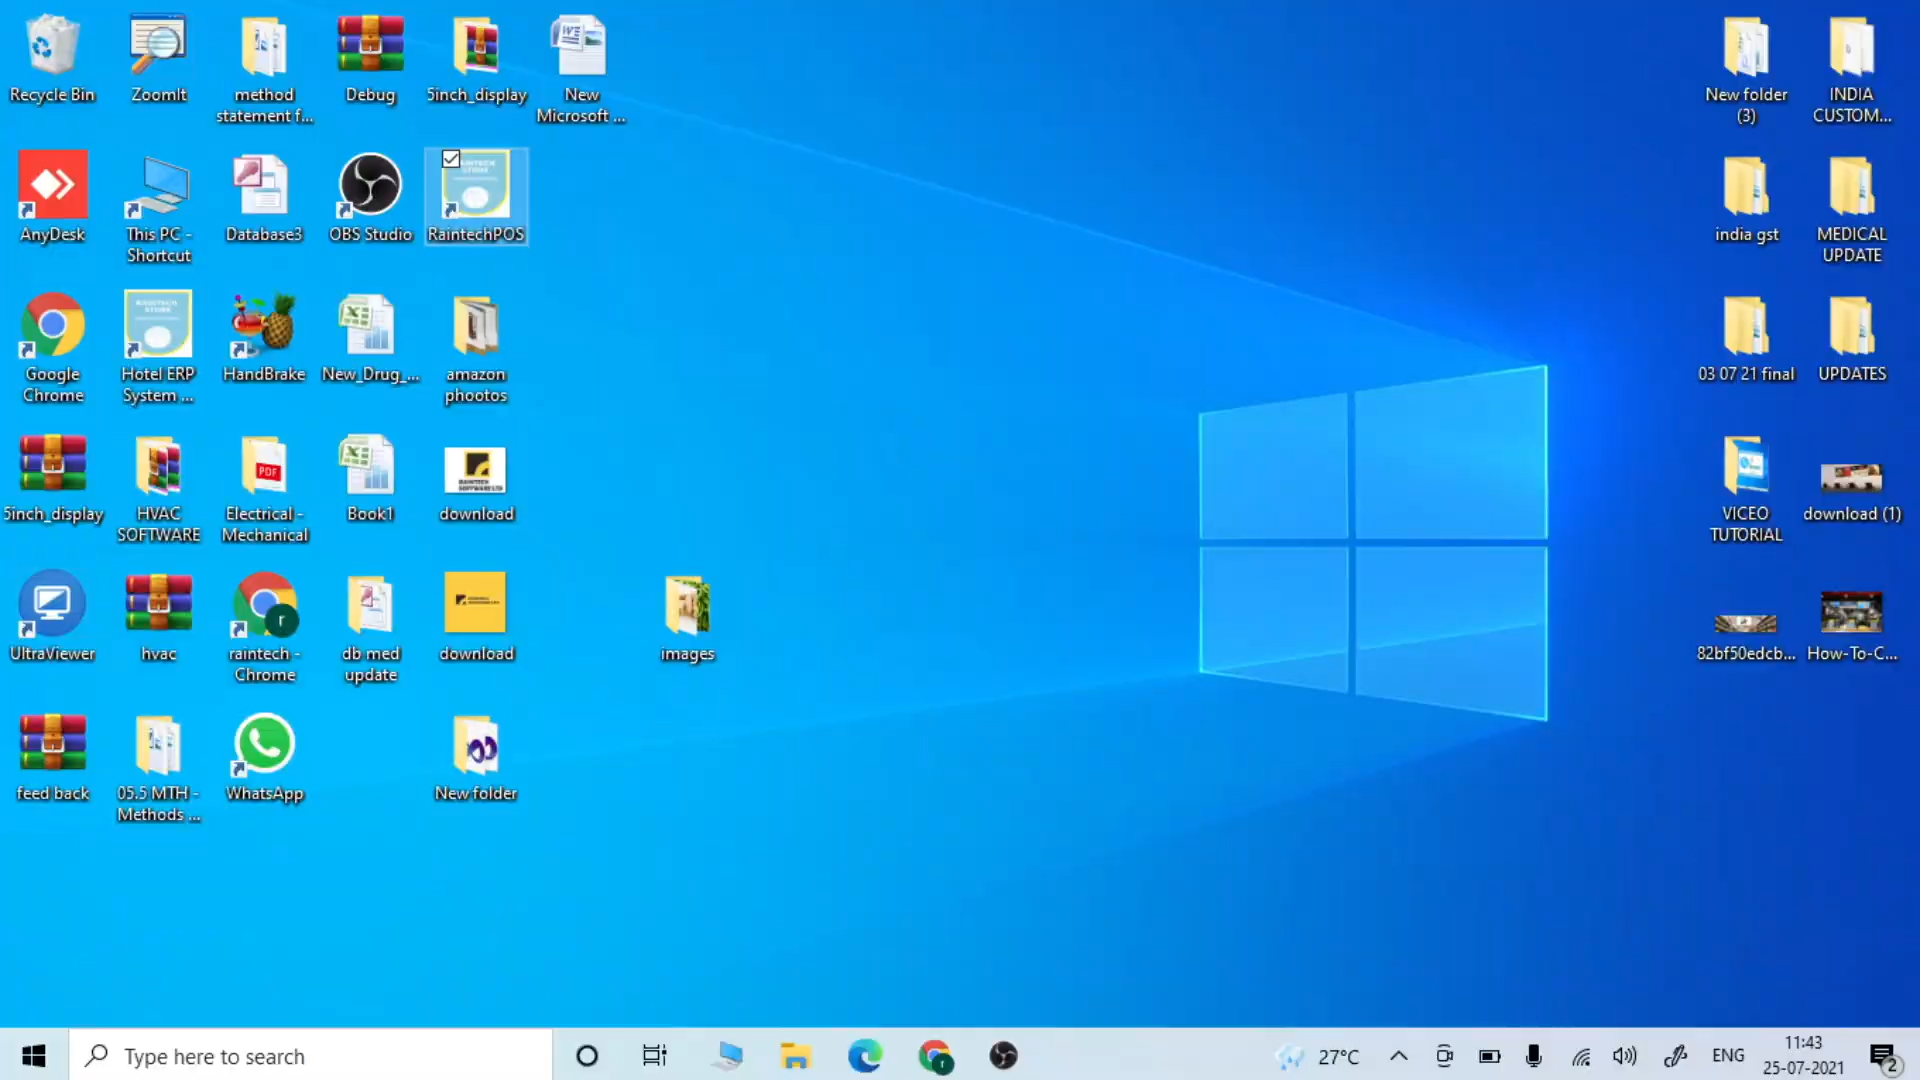 Recycle Bin
ZoomIt
method
statement f...
Debug
5inch_display
New
Microsoft ...
New folder
(3)
INDIA
CUSTOM...
AnyDesk
This PC -
Shortcut
Database3
OBS Studio
RaintechPOS
india gst
MEDICAL
UPDATE
Google
Chrome
Hotel ERP
System ...
HandBrake
New_Drug_...
amazon
phootos
03 07 21 final
UPDATES
5inch_display
HVAC
SOFTWARE
PDF
Electrical -
Mechanical
Book1
download
VICEO
TUTORIAL
download (1)
UltraViewer
hvac
r
raintech -
Chrome
db med
update
download
images
82bf50edcb...
How-To-C...
feed back
05.5 MTH -
Methods ...
WhatsApp
New folder
Type here to search
27°C
ENG
11:43
25-07-2021
2